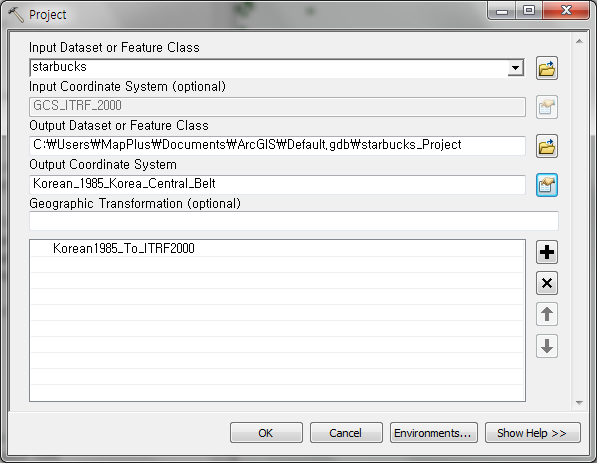 Project
Input Dataset or Feature Class
starbucks
Input Coordinate System (optional)
GCS_ITRF_2000
Output Dataset or Feature Class
C:₩Users₩MapPlus₩Documents₩ArcGIS₩Default.gdb₩starbucks_Project
Output Coordinate System
Korean_1985_Korea_Central_Belt
Geographic Transformation (optional)
Korean1985_To_ITRF2000
OK Cancel Environments... Show Help >>